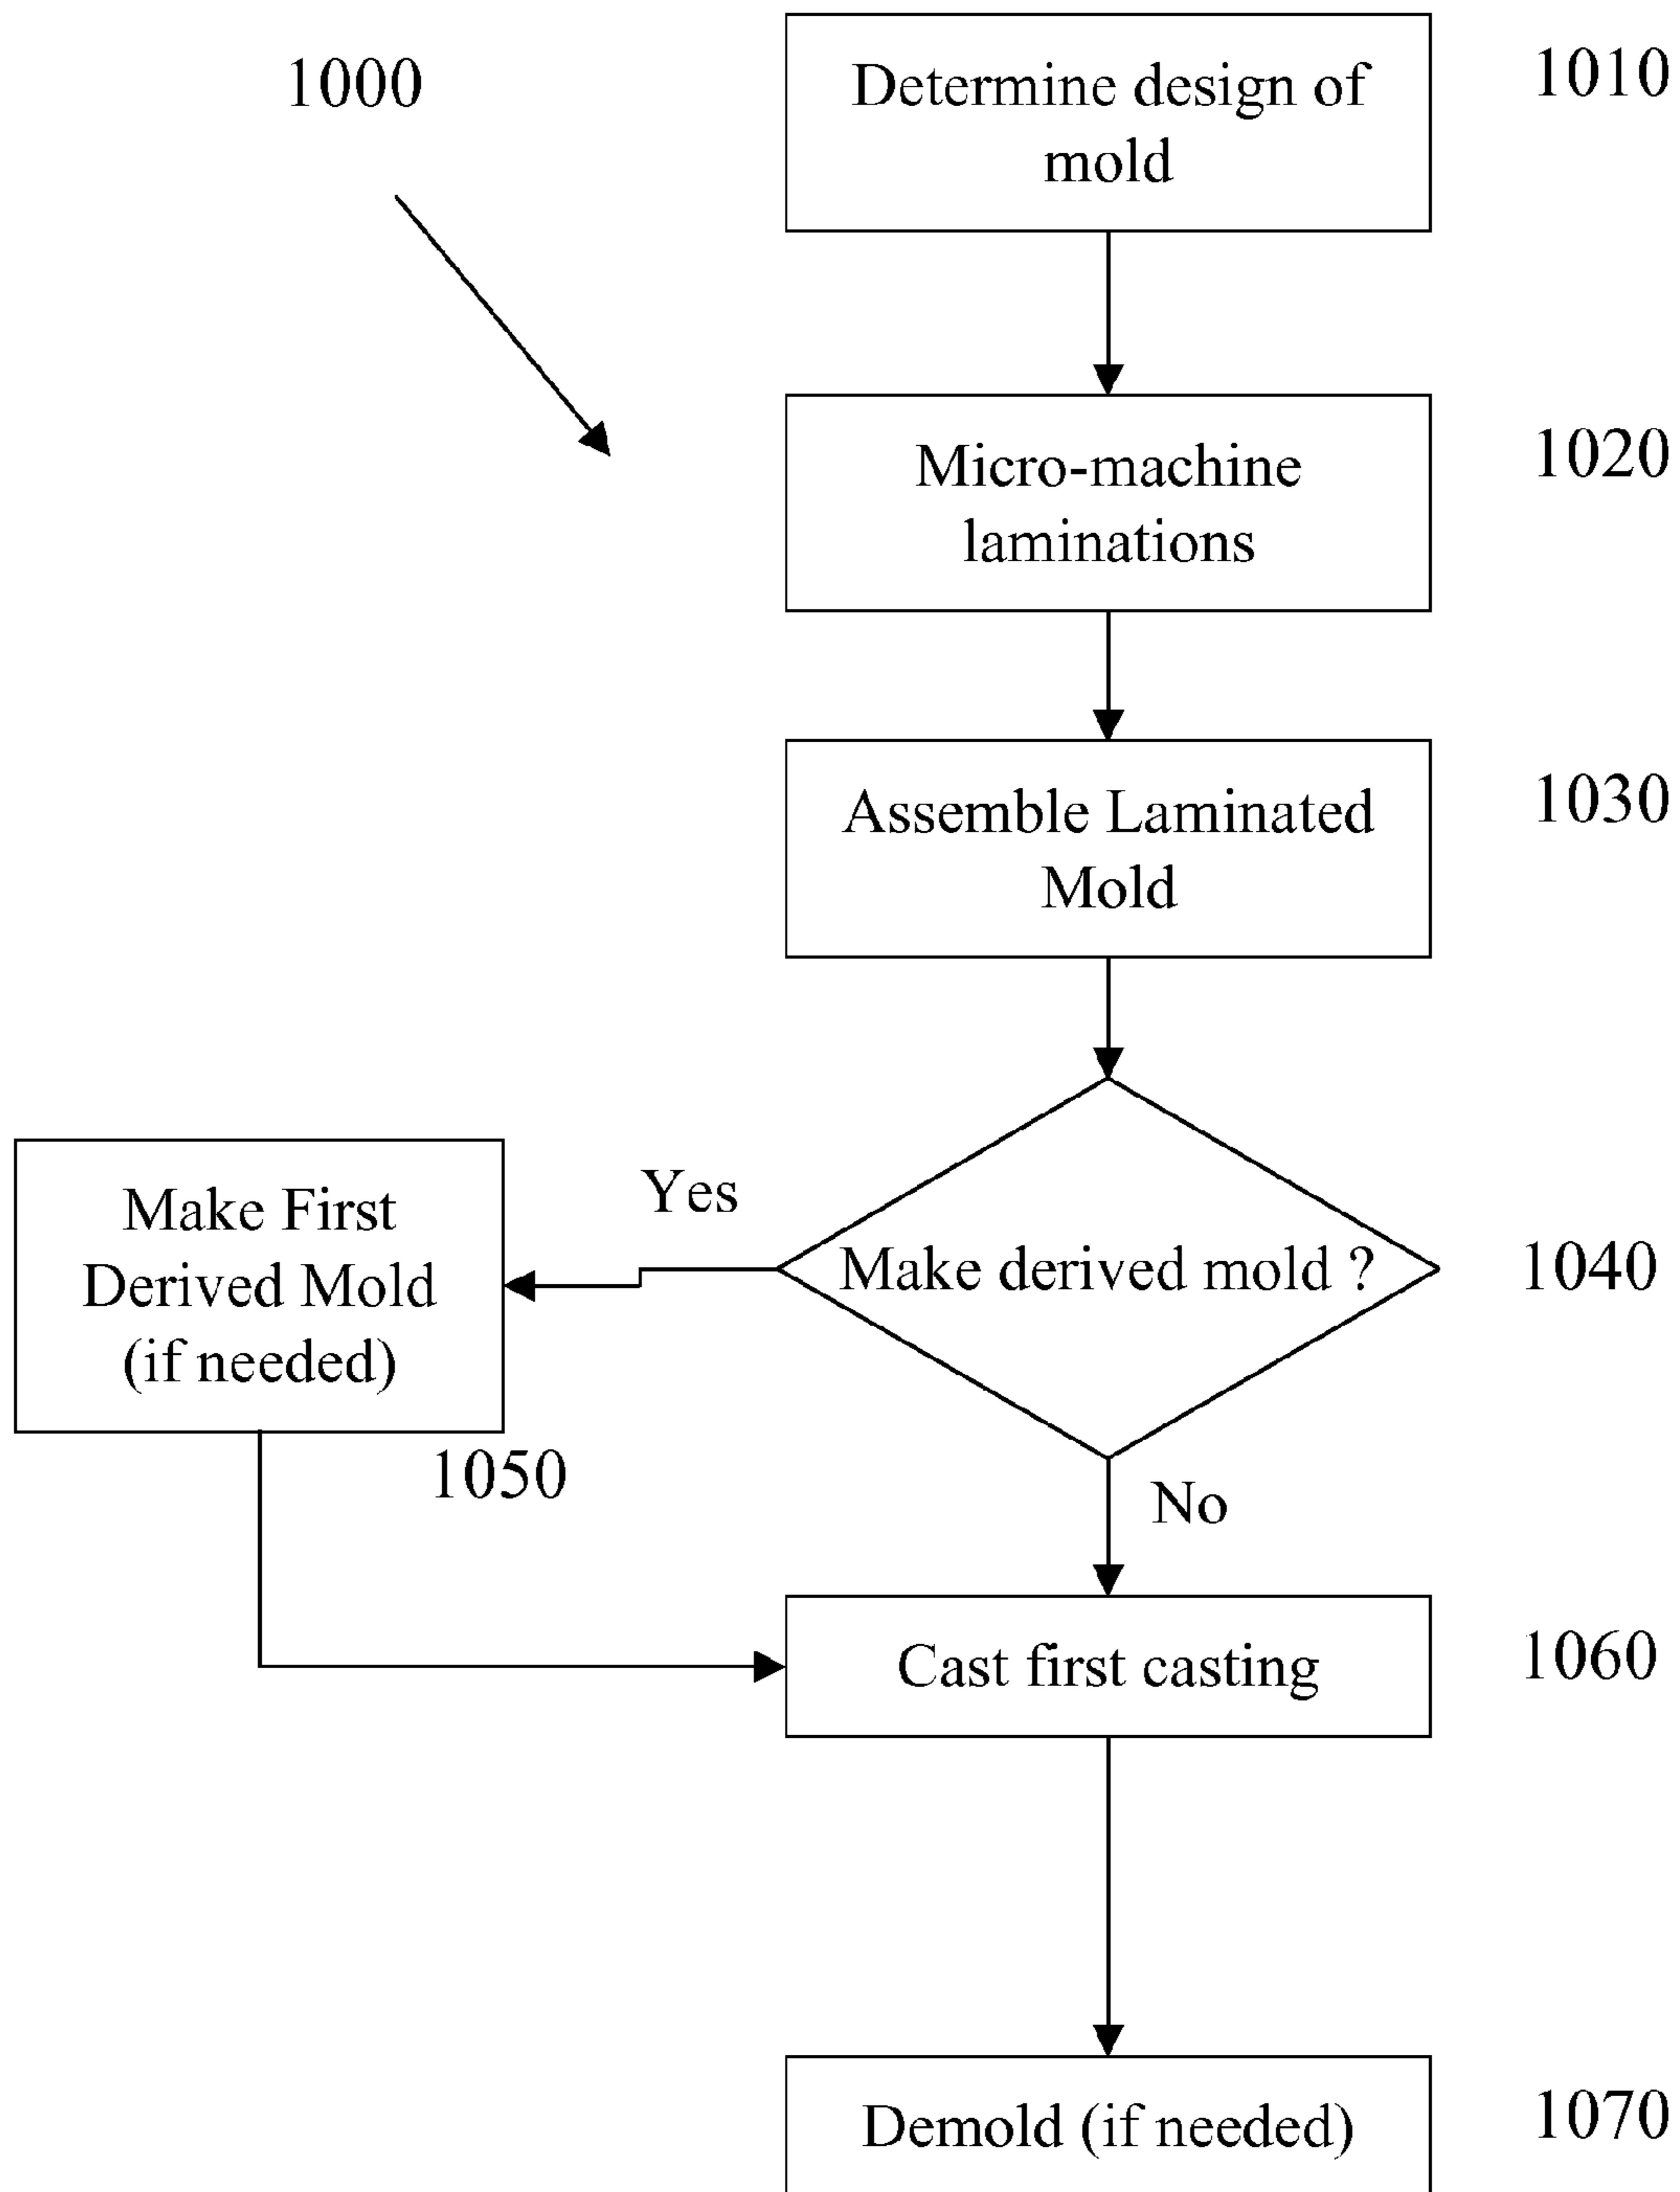 1000
Determine design of
mold
1010
Micro-machine
laminations
1020
Assemble Laminated
Mold
1030
Make First
Derived Mold
(if needed)
Yes
Make derived mold ?
1040
1050
No
Cast first casting
1060
Demold (if needed)
1070